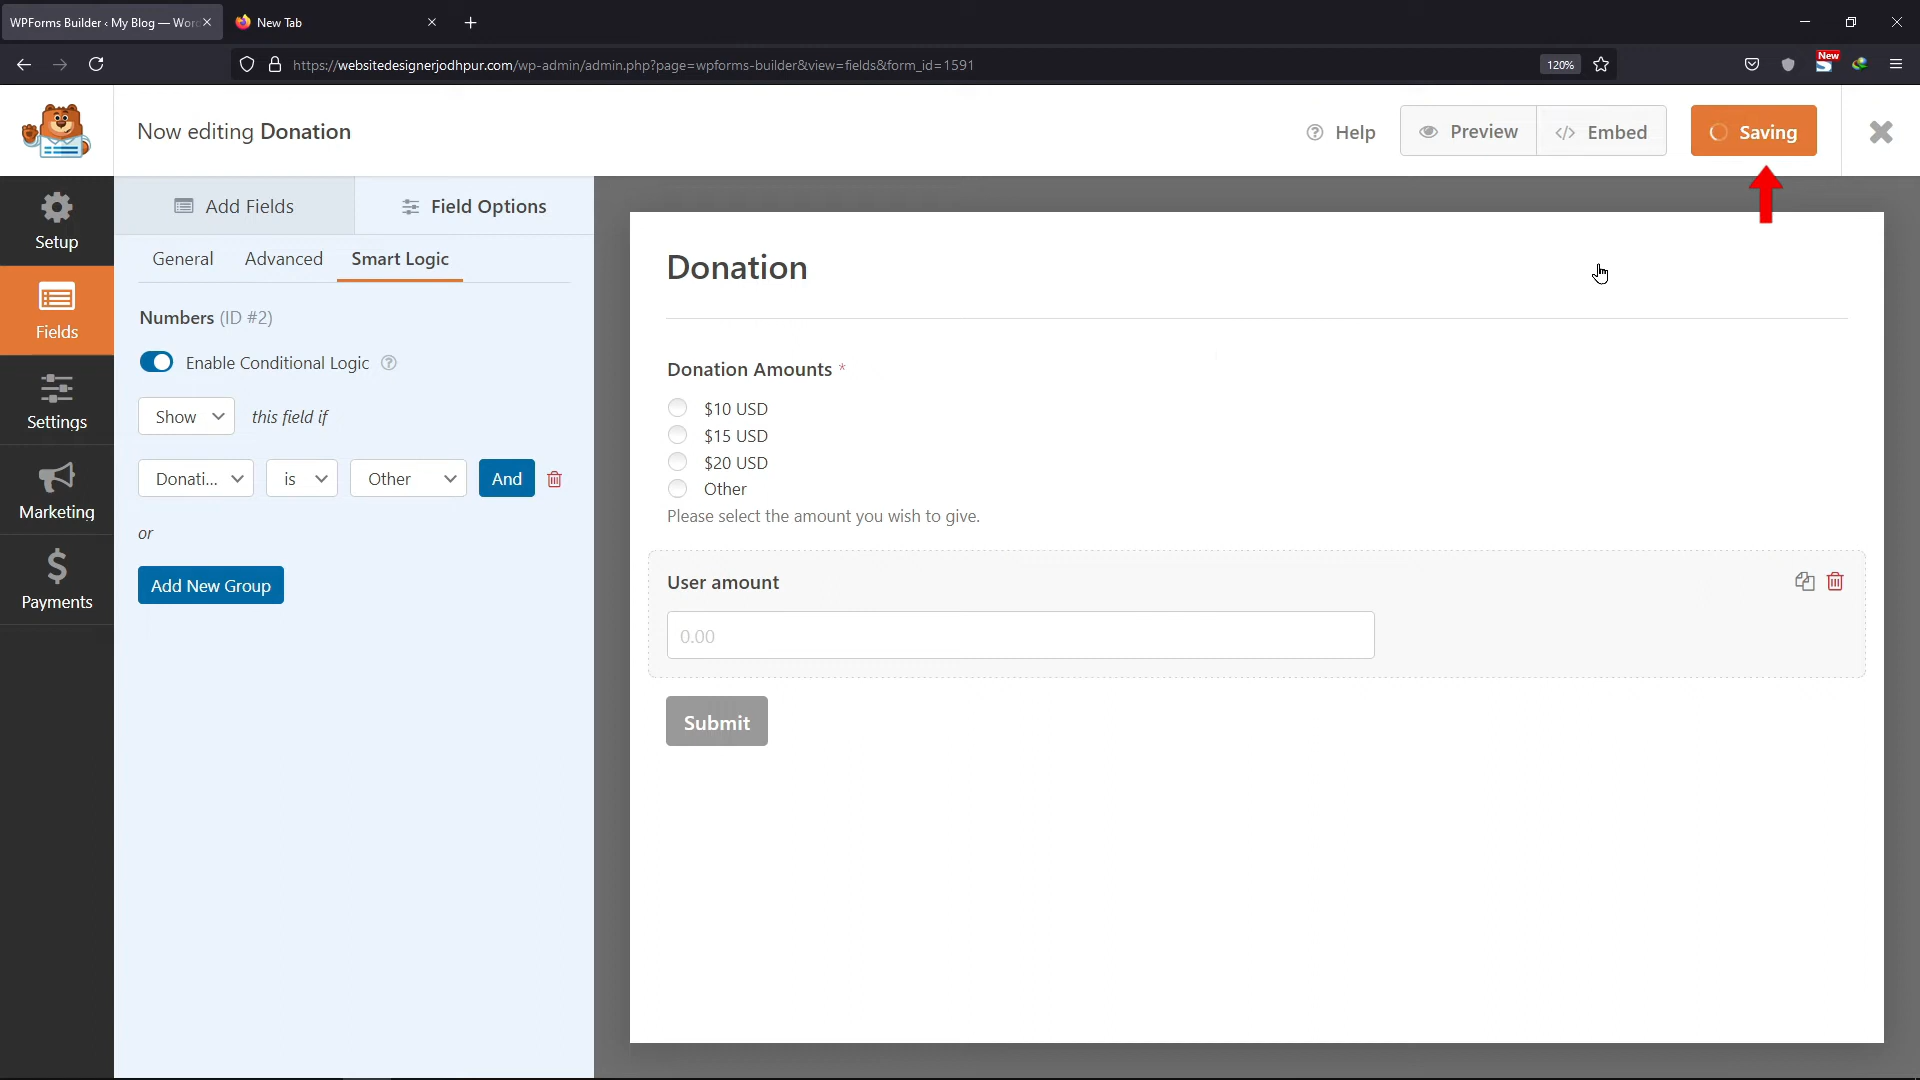 WPForms Builder ‹ My Blog — Wor
New Tab
https://websitedesignerjodhpur.com/wp-admin/admin.php?page=wpforms-builder&view=fields&form_id=1591
120%
New
Now editing Donation
Help
Preview
Embed
Saving
Setup
Fields
Settings
Marketing
Payments
Add Fields
Field Options
General
Advanced
Smart Logic
Numbers (ID #2)
Enable Conditional Logic
Show
this field if
Donati...
is
Other
And
or
Add New Group
Donation
Donation Amounts *
$10 USD
$15 USD
$20 USD
Other
Please select the amount you wish to give.
User amount
0.00
Submit